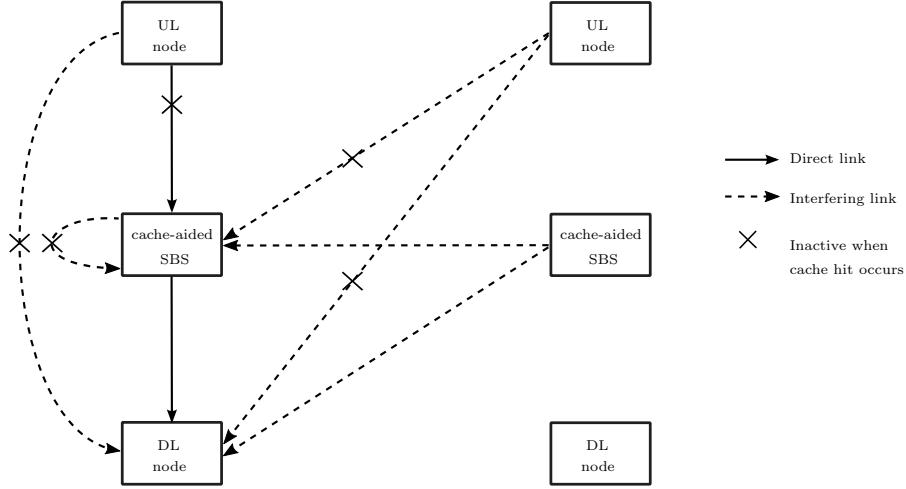 UL
node
UL
node
Direct link
Interfering link
cache-aided
SBS
cache-aided
SBS
Inactive when
cache hit occurs
DL
node
DL
node